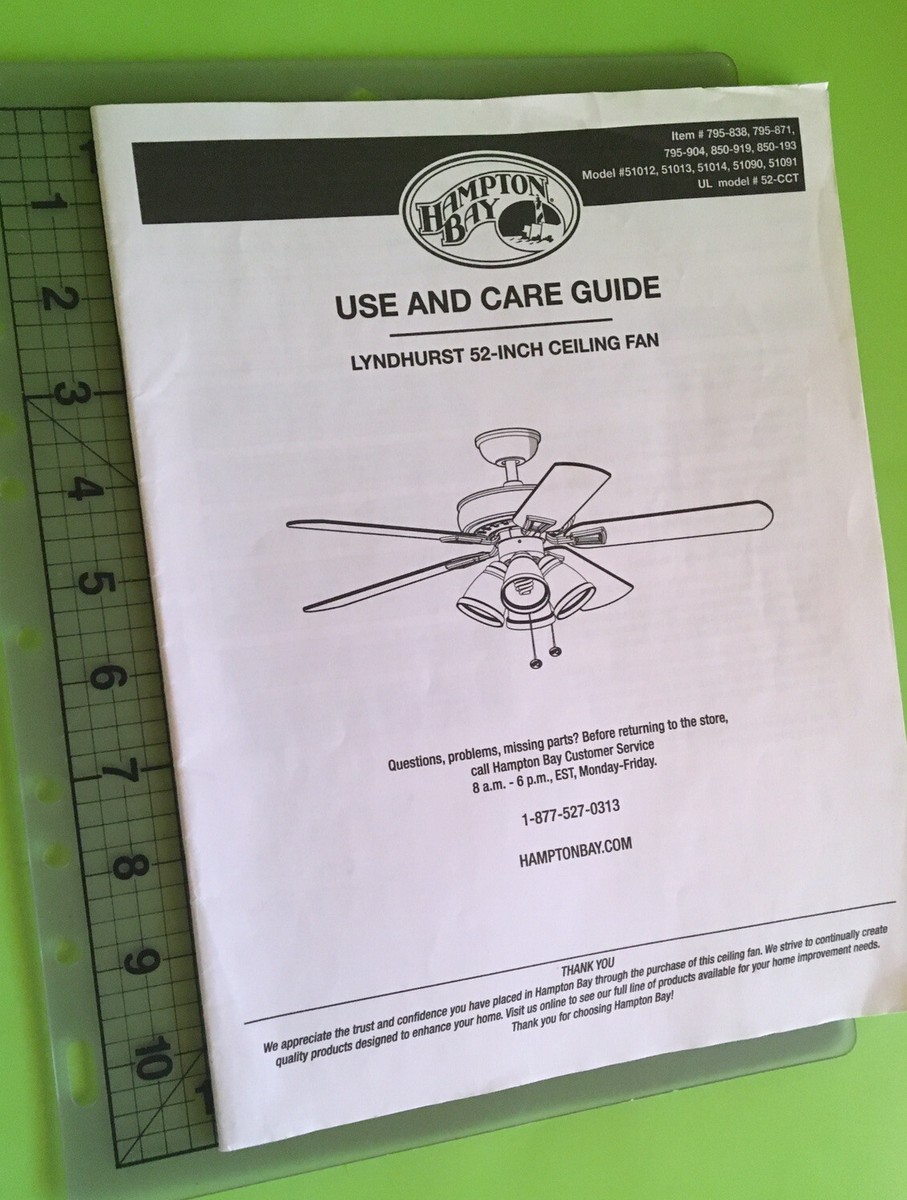 Item # 795-838, 795-871,
795-904, 850-919, 850-193
Model #51012, 51013, 51014, 51090, 51091
UL model # 52-CCT
HAMPTON
BAY
USE AND CARE GUIDE
LYNDHURST 52-INCH CEILING FAN
Questions, problems, missing parts? Before returning to the store,
call Hampton Bay Customer Service
8 a.m. - 6 p.m., EST, Monday-Friday.
1-877-527-0313
HAMPTONBAY.COM
THANK YOU
We appreciate the trust and confidence you have placed in Hampton Bay through the purchase of this ceiling fan. We strive to continually create
quality products designed to enhance your home. Visit us online to see our full line of products available for your home improvement needs.
Thank you for choosing Hampton Bay!
1
2
3
4
5
6
7
8
9
10